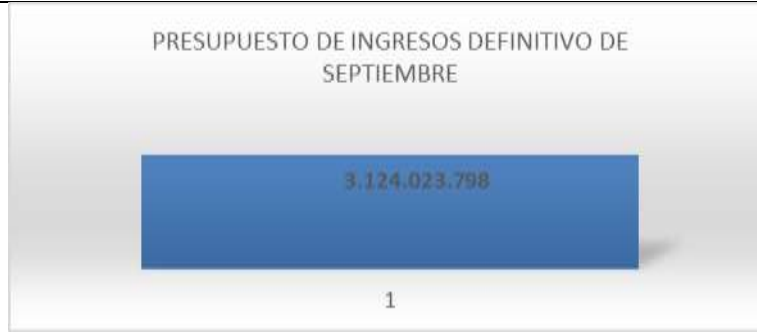 PRESUPUESTO DE INGRESOS DEFINITIVO DE
SEPTIEMBRE
3.124.023.798
1